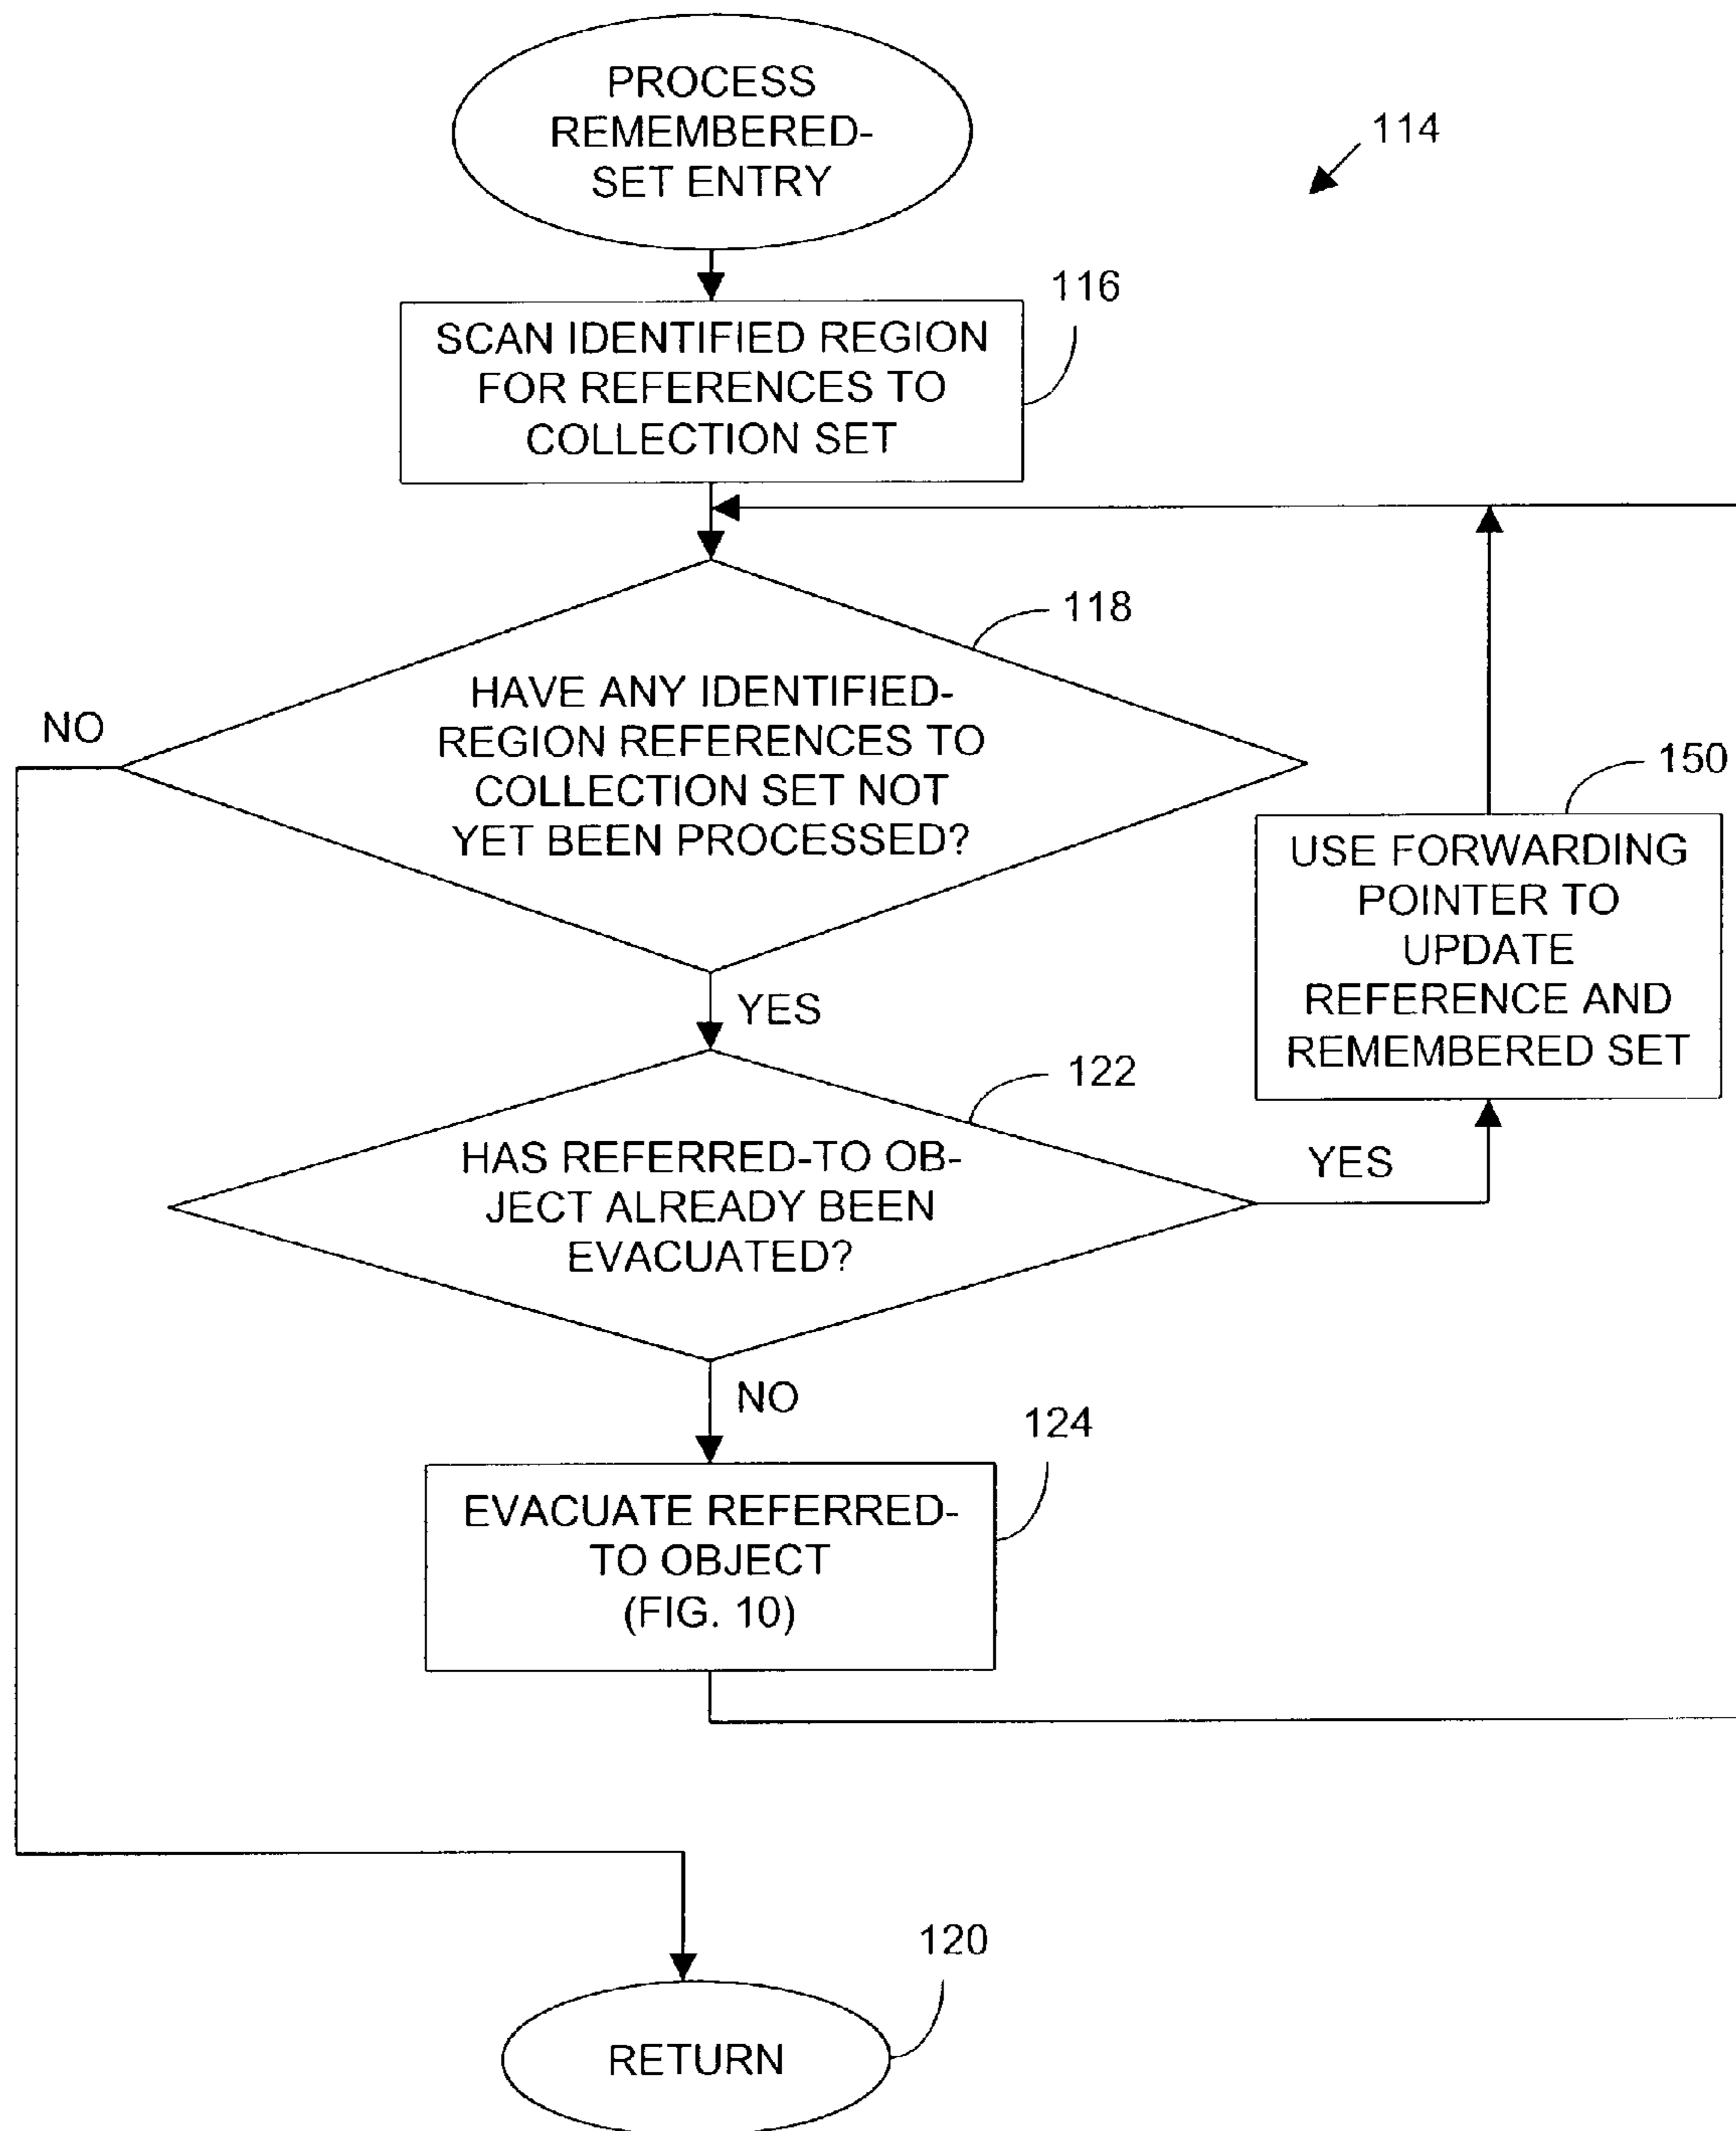 PROCESS
REMEMBERED-
SET ENTRY
114
116
SCAN IDENTIFIED REGION
FOR REFERENCES TO
COLLECTION SET
118
HAVE ANY IDENTIFIED-
REGION REFERENCES TO
COLLECTION SET NOT
YET BEEN PROCESSED?
NO
150
USE FORWARDING
POINTER TO
UPDATE
REFERENCE AND
REMEMBERED SET
YES
122
HAS REFERRED-TO OB-
JECT ALREADY BEEN
EVACUATED?
YES
NO
124
EVACUATE REFERRED-
TO OBJECT
(FIG. 10)
120
RETURN